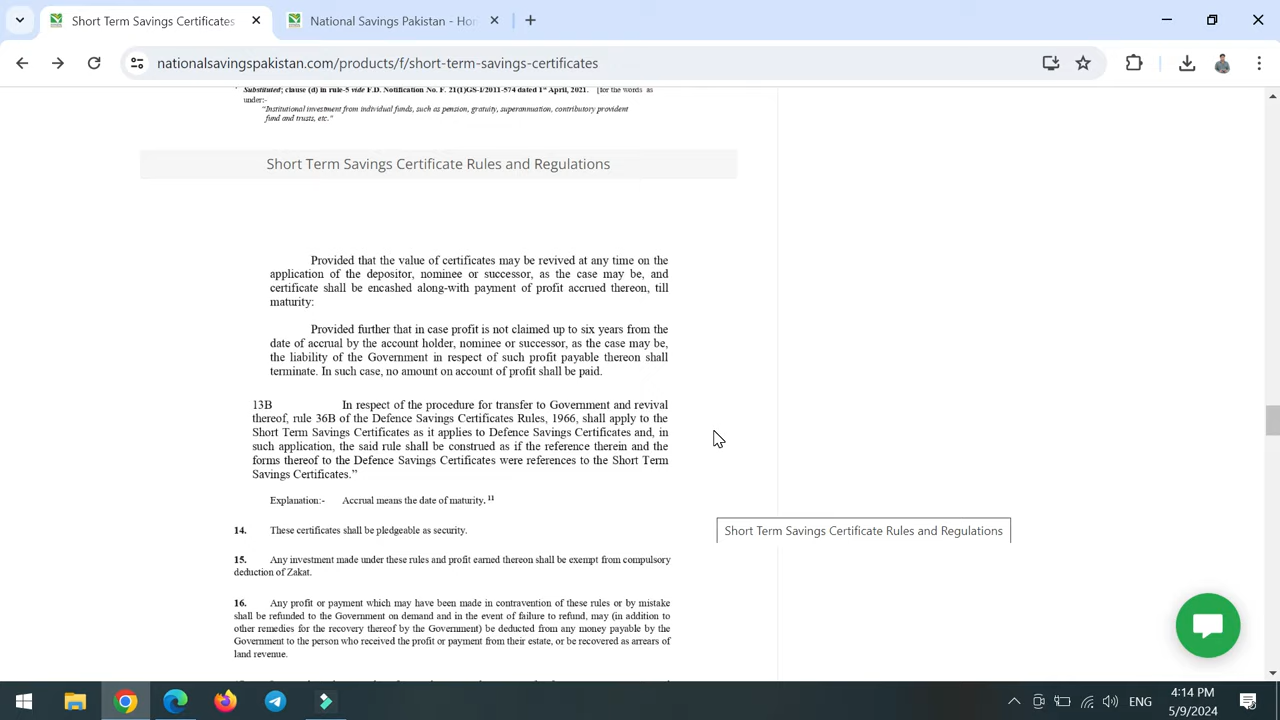 Short Term Savings Certificates
National Savings Pakistan - Hom
nationalsavingspakistan.com/products/f/short-term-savings-certificates
Substituted; clause (d) in rule-5 vide F.D. Notification No. F. 21(1)GS-I/2011-574 dated 1st April, 2021. [for the words as
under:-
"Institutional investment from individual funds, such as pension, gratuity, superannuation, contributory provident
fund and trusts, etc."
Short Term Savings Certificate Rules and Regulations
Provided that the value of certificates may be revived at any time on the
application of the depositor, nominee or successor, as the case may be, and
certificate shall be encashed along-with payment of profit accrued thereon, till
maturity:
Provided further that in case profit is not claimed up to six years from the
date of accrual by the account holder, nominee or successor, as the case may be,
the liability of the Government in respect of such profit payable thereon shall
terminate. In such case, no amount on account of profit shall be paid.
13B In respect of the procedure for transfer to Government and revival
thereof, rule 36B of the Defence Savings Certificates Rules, 1966, shall apply to the
Short Term Savings Certificates as it applies to Defence Savings Certificates and, in
such application, the said rule shall be construed as if the reference therein and the
forms thereof to the Defence Savings Certificates were references to the Short Term
Savings Certificates.”
Explanation:- Accrual means the date of maturity. 11
14. These certificates shall be pledgeable as security.
Short Term Savings Certificate Rules and Regulations
15. Any investment made under these rules and profit earned thereon shall be exempt from compulsory
deduction of Zakat.
16. Any profit or payment which may have been made in contravention of these rules or by mistake
shall be refunded to the Government on demand and in the event of failure to refund, may (in addition to
other remedies for the recovery thereof by the Government) be deducted from any money payable by the
Government to the person who received the profit or payment from their estate, or be recovered as arrears of
land revenue.
ENG
4:14 PM
5/9/2024